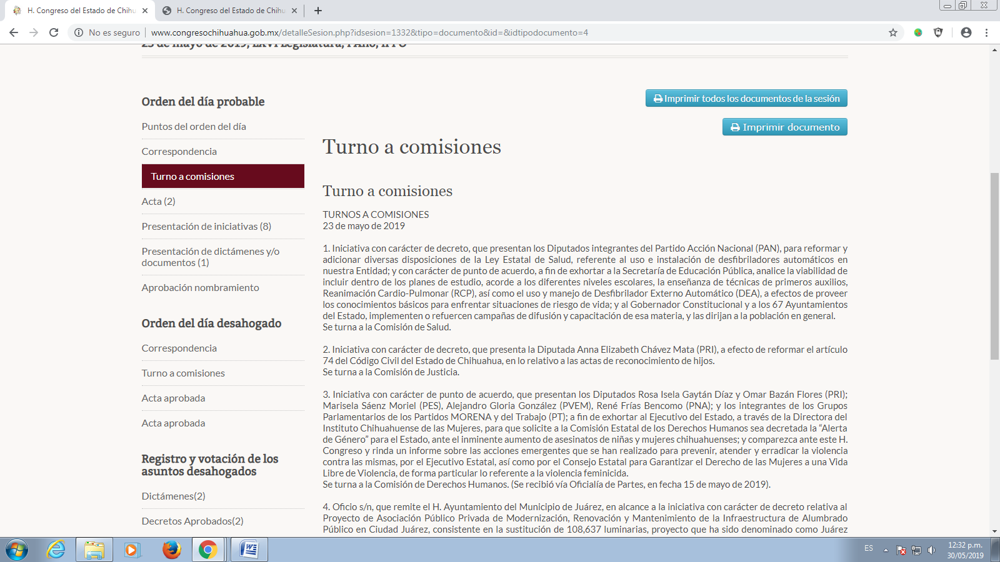 H. Congreso del Estado de Chihu
H. Congreso del Estado de Chihu
No es seguro
www.congresochihuahua.gob.mx/detalleSesion.php?idsesion=1332&tipo=documento&id=&idtipodocumento=4
23 de mayo de 2019, LXVI Legislatura, I Año, II P.O
Orden del día probable
Puntos del orden del día
Correspondencia
Turno a comisiones
Acta (2)
Presentación de iniciativas (8)
Presentación de dictámenes y/o
documentos (1)
Aprobación nombramiento
Orden del día desahogado
Correspondencia
Turno a comisiones
Acta aprobada
Acta aprobada
Registro y votación de los
asuntos desahogados
Dictámenes(2)
Decretos Aprobados(2)
Imprimir todos los documentos de la sesión
Imprimir documento
Turno a comisiones
Turno a comisiones
TURNOS A COMISIONES
23 de mayo de 2019
1. Iniciativa con carácter de decreto, que presentan los Diputados integrantes del Partido Acción Nacional (PAN), para reformar y
adicionar diversas disposiciones de la Ley Estatal de Salud, referente al uso e instalación de desfibriladores automáticos en
nuestra Entidad; y con carácter de punto de acuerdo, a fin de exhortar a la Secretaría de Educación Pública, analice la viabilidad de
incluir dentro de los planes de estudio, acorde a los diferentes niveles escolares, la enseñanza de técnicas de primeros auxilios,
Reanimación Cardio-Pulmonar (RCP), así como el uso y manejo de Desfibrilador Externo Automático (DEA), a efectos de proveer
los conocimientos básicos para enfrentar situaciones de riesgo de vida; y al Gobernador Constitucional y a los 67 Ayuntamientos
del Estado, implementen o refuercen campañas de difusión y capacitación de esa materia, y las dirijan a la población en general.
Se turna a la Comisión de Salud.
2. Iniciativa con carácter de decreto, que presenta la Diputada Anna Elizabeth Chávez Mata (PRI), a efecto de reformar el artículo
74 del Código Civil del Estado de Chihuahua, en lo relativo a las actas de reconocimiento de hijos.
Se turna a la Comisión de Justicia.
3. Iniciativa con carácter de punto de acuerdo, que presentan los Diputados Rosa Isela Gaytán Díaz y Omar Bazán Flores (PRI);
Marisela Sáenz Moriel (PES), Alejandro Gloria González (PVEM), René Frías Bencomo (PNA); y los integrantes de los Grupos
Parlamentarios de los Partidos MORENA y del Trabajo (PT); a fin de exhortar al Ejecutivo del Estado, a través de la Directora del
Instituto Chihuahuense de las Mujeres, para que solicite a la Comisión Estatal de los Derechos Humanos sea decretada la “Alerta
de Género” para el Estado, ante el inminente aumento de asesinatos de niñas y mujeres chihuahuenses; y comparezca ante este H.
Congreso y rinda un informe sobre las acciones emergentes que se han realizado para prevenir, atender y erradicar la violencia
contra las mismas, por el Ejecutivo Estatal, así como por el Consejo Estatal para Garantizar el Derecho de las Mujeres a una Vida
Libre de Violencia, de forma particular lo referente a la violencia feminicida.
Se turna a la Comisión de Derechos Humanos. (Se recibió vía Oficialía de Partes, en fecha 15 de mayo de 2019).
4. Oficio s/n, que remite el H. Ayuntamiento del Municipio de Juárez, en alcance a la iniciativa con carácter de decreto relativa al
Proyecto de Asociación Público Privada de Modernización, Renovación y Mantenimiento de la Infraestructura de Alumbrado
Público en Ciudad Juárez, consistente en la sustitución de 108,637 luminarias, proyecto que ha sido denominado como Juárez
ES
12:32 p.m.
30/05/2019